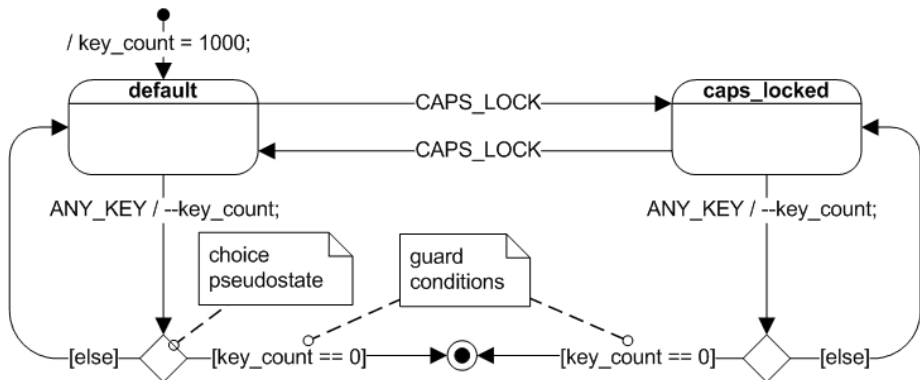 / key_count = 1000;
default
caps_locked
CAPS_LOCK
CAPS_LOCK
ANY_KEY / --key_count;
ANY_KEY / --key_count;
choice
pseudostate
guard
conditions
[else]
[key_count == 0]
[key_count == 0]
[else]